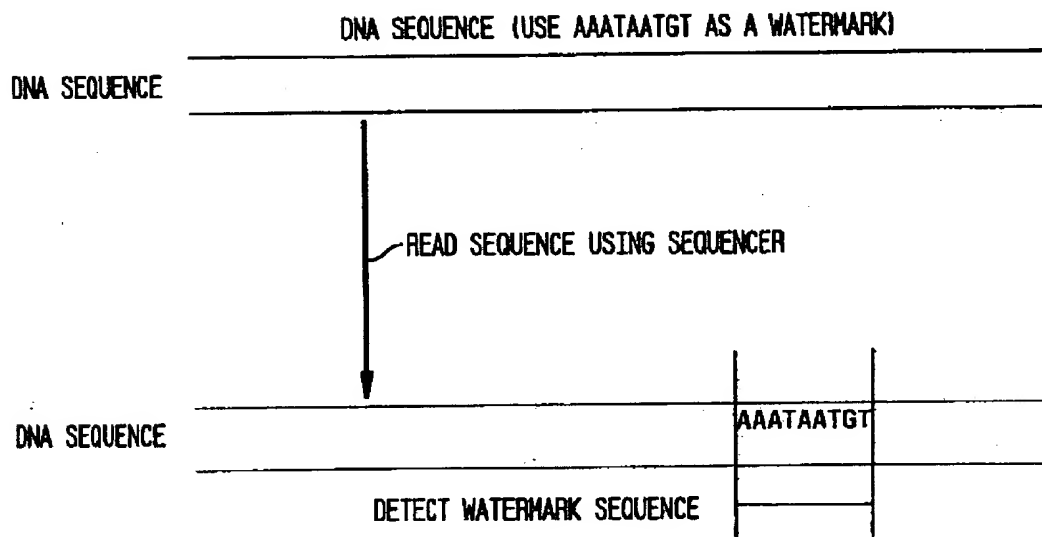 DNA SEQUENCE (USE AAATAATGT AS A WATERMARK)
DNA SEQUENCE
READ SEQUENCE USING SEQUENCER
AAATAATGT
DNA SEQUENCE
DETECT WATERMARK SEQUENCE